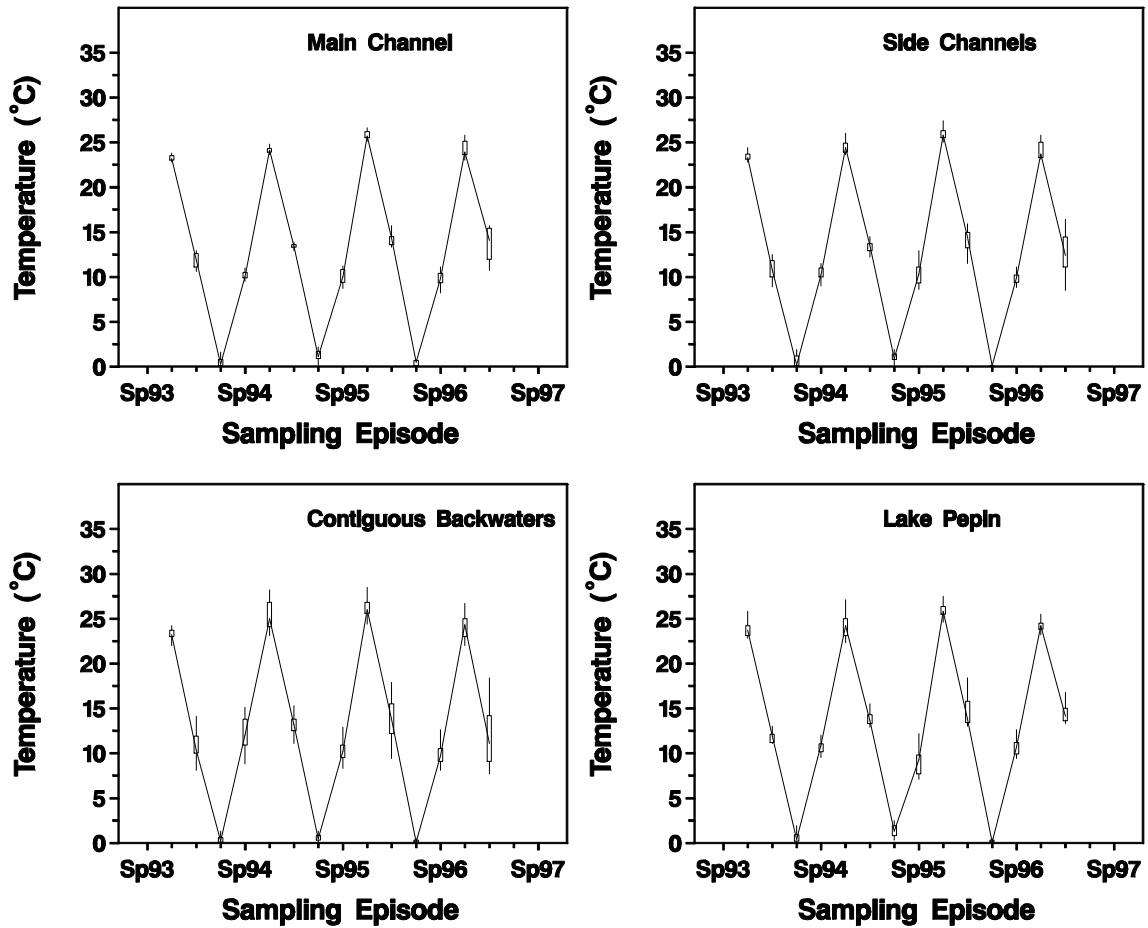 Main Channel
Temperature (°C)
35
30
25
20
15
10
5
0
Sp93 Sp94 Sp95 Sp96 Sp97
Sampling Episode
Side Channels
Temperature (°C)
35
30
25
20
15
10
5
0
Sp93 Sp94 Sp95 Sp96 Sp97
Sampling Episode
Contiguous Backwaters
Temperature (°C)
35
30
25
20
15
10
5
0
Sp93 Sp94 Sp95 Sp96 Sp97
Sampling Episode
Lake Pepin
Temperature (°C)
35
30
25
20
15
10
5
0
Sp93 Sp94 Sp95 Sp96 Sp97
Sampling Episode